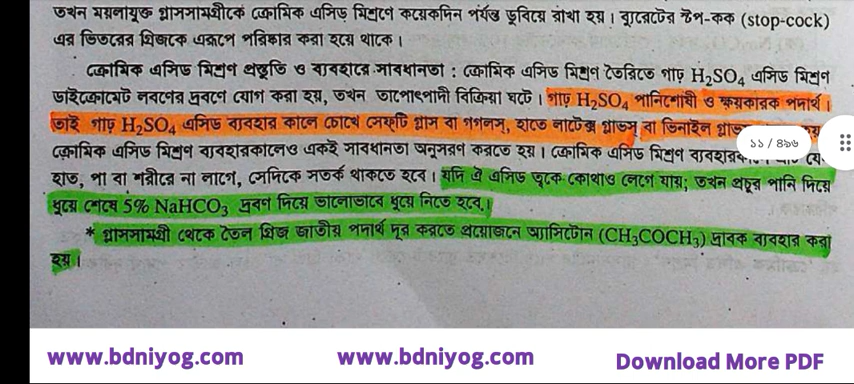 তখন ময়লাযুক্ত গ্লাসসামগ্রীকে ক্রোমিক এসিড মিশ্রণে কয়েকদিন পর্যন্ত ডুবিয়ে রাখা হয়। ব্যুরেটের স্টপ-কক (stop-cock)
এর ভিতরের গ্রিজকে এরূপে পরিষ্কার করা হয়ে থাকে।
ক্রোমিক এসিড মিশ্রণ প্রস্তুতি ও ব্যবহারে সাবধানতা : ক্রোমিক এসিড মিশ্রণ তৈরিতে গাঢ় H₂SO₄ এসিড মিশ্রণ
ডাইক্রোমেট লবণের দ্রবণে যোগ করা হয়, তখন তাপোৎপাদী বিক্রিয়া ঘটে। গাঢ় H₂SO₄ পানিশোষী ও ক্ষয়কারক পদার্থ।
তাই গাঢ় H₂SO₄ এসিড ব্যবহার কালে চোখে সেফটি গ্লাস বা গগলস্, হাতে লাটেক্স গ্লাভস্ বা ভিনাইল
১১ / ৪৯৬
ক্রোমিক এসিড মিশ্রণ ব্যবহারকালেও একই সাবধানতা অনুসরণ করতে হয়। ক্রোমিক এসিড মিশ্রণ
হাত, পা বা শরীরে না লাগে, সেদিকে সতর্ক থাকতে হবে। যদি ঐ এসিড ত্বকে কোথাও লেগে যায়; তখন প্রচুর পানি দিয়ে
ধুয়ে শেষে 5% NaHCO₃ দ্রবণ দিয়ে ভালোভাবে ধুয়ে নিতে হবে।
* গ্লাসসামগ্রী থেকে তৈল গ্রিজ জাতীয় পদার্থ দূর করতে প্রয়োজনে অ্যাসিটোন (CH₃COCH₃) দ্রাবক ব্যবহার করা
হয়।
www.bdniyog.com www.bdniyog.com Download More PDF